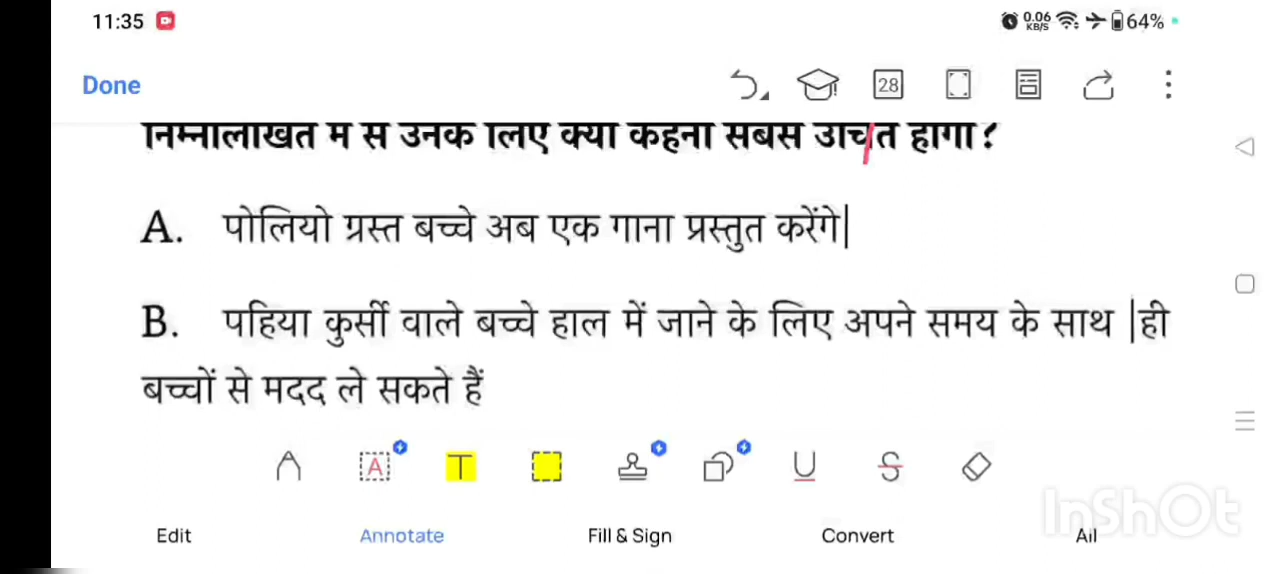 11:35 0.06 KB/S 64%
Done 28
निम्नलिखित में से उनके लिए क्या कहना सबसे उचित होगा?
A. पोलियो ग्रस्त बच्चे अब एक गाना प्रस्तुत करेंगे|
B. पहिया कुर्सी वाले बच्चे हाल में जाने के लिए अपने समय के साथ |ही
बच्चों से मदद ले सकते हैं
A T U S
InShOt
Edit Annotate Fill & Sign Convert All